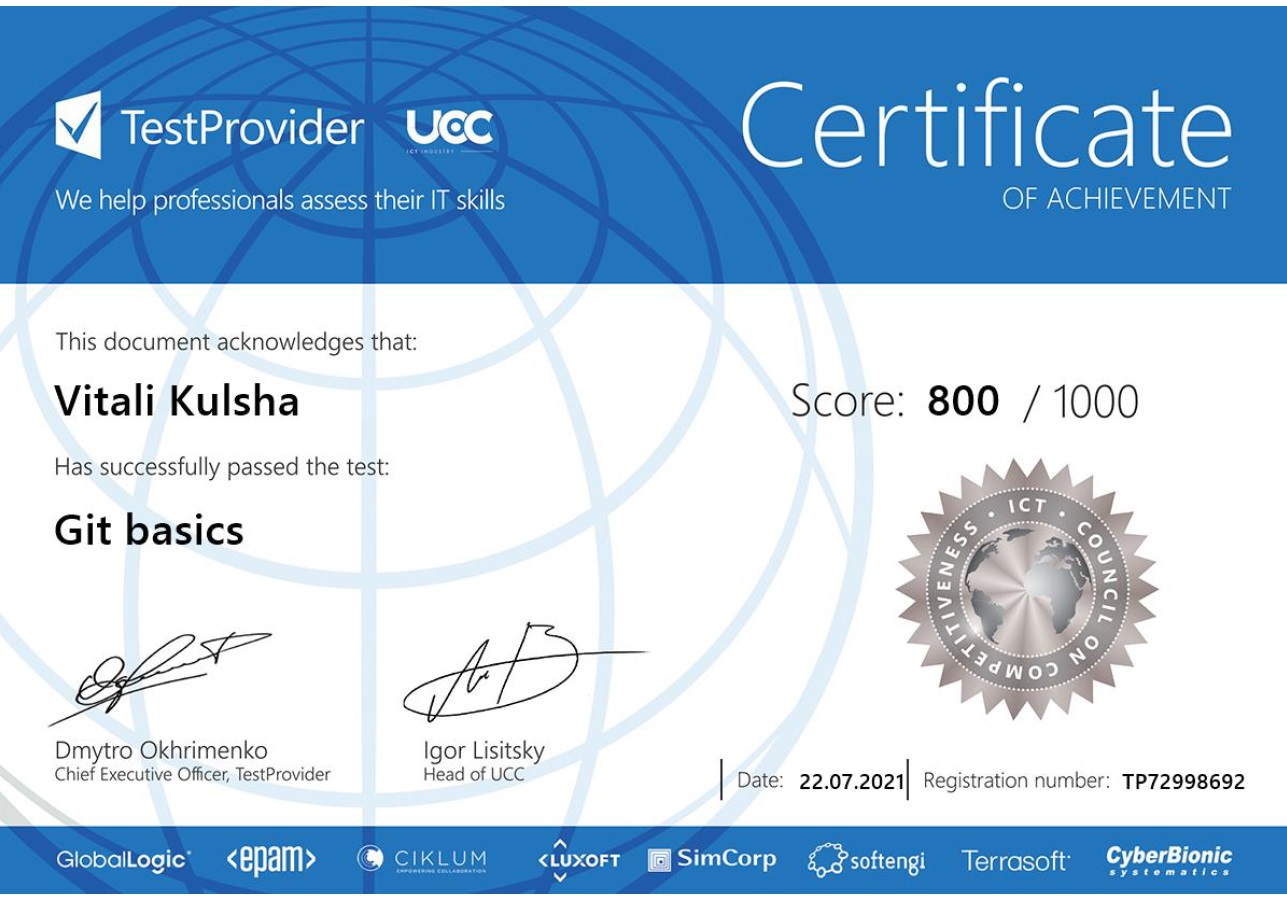 TestProvider
UCC
ICT INDUSTRY
We help professionals assess their IT skills
Certificate
OF ACHIEVEMENT
This document acknowledges that:
Vitali Kulsha
Score: 800 / 1000
Has successfully passed the test:
Git basics
ICT • COUNCIL ON COMPETITIVENESS •
Dmytro Okhrimenko
Chief Executive Officer, TestProvider
Igor Lisitsky
Head of UCC
Date: 22.07.2021
Registration number: TP72998692
GlobalLogic
<epam>
CIKLUM
EMPOWERING COLLABORATION
LUXOFT
SimCorp
softengi
Terrasoft
CyberBionic
systematics